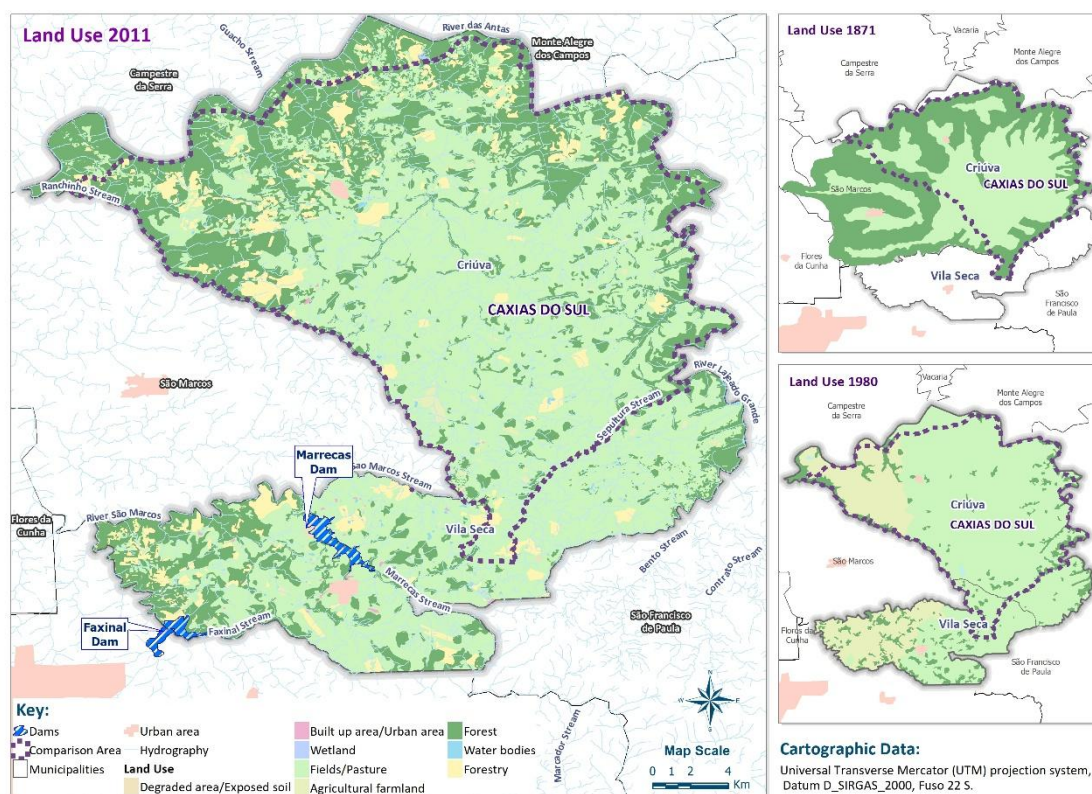 Land Use 2011
Guacho Stream
River das Antas
Monte Alegre
dos Campos
Campestre
da Serra
Ranchinho Stream
Criúva
CAXIAS DO SUL
São Marcos
River Lajeado Grande
Sepultura Stream
Marrecas
Dam
Sao Marcos Stream
Flores da
Cunha
River São Marcos
Vila Seca
Marrecas Stream
Bento Stream
Contrato Stream
São Francisco
de Paula
Faxinal
Dam
Faxinal Stream
Marcador Stream
N
W
E
S
Key:
Dams
Comparison Area
Municipalities
Urban area
Hydrography
Land Use
Degraded area/Exposed soil
Built up area/Urban area
Wetland
Fields/Pasture
Agricultural farmland
Forest
Water bodies
Forestry
Map Scale
0 1 2 4
Km
Land Use 1871
Vacaria
Campestre
da Serra
Monte Alegre
dos Campos
Criúva
CAXIAS DO SUL
São Marcos
Flores
da Cunha
Vila Seca
São
Francisco
de Paula
Land Use 1980
Vacaria
Campestre
da Serra
Monte Alegre
dos Campos
Criúva
CAXIAS DO SUL
São Marcos
Flores da
Cunha
Vila Seca
São Francisco
de Paula
Cartographic Data:
Universal Transverse Mercator (UTM) projection system,
Datum D_SIRGAS_2000, Fuso 22 S.